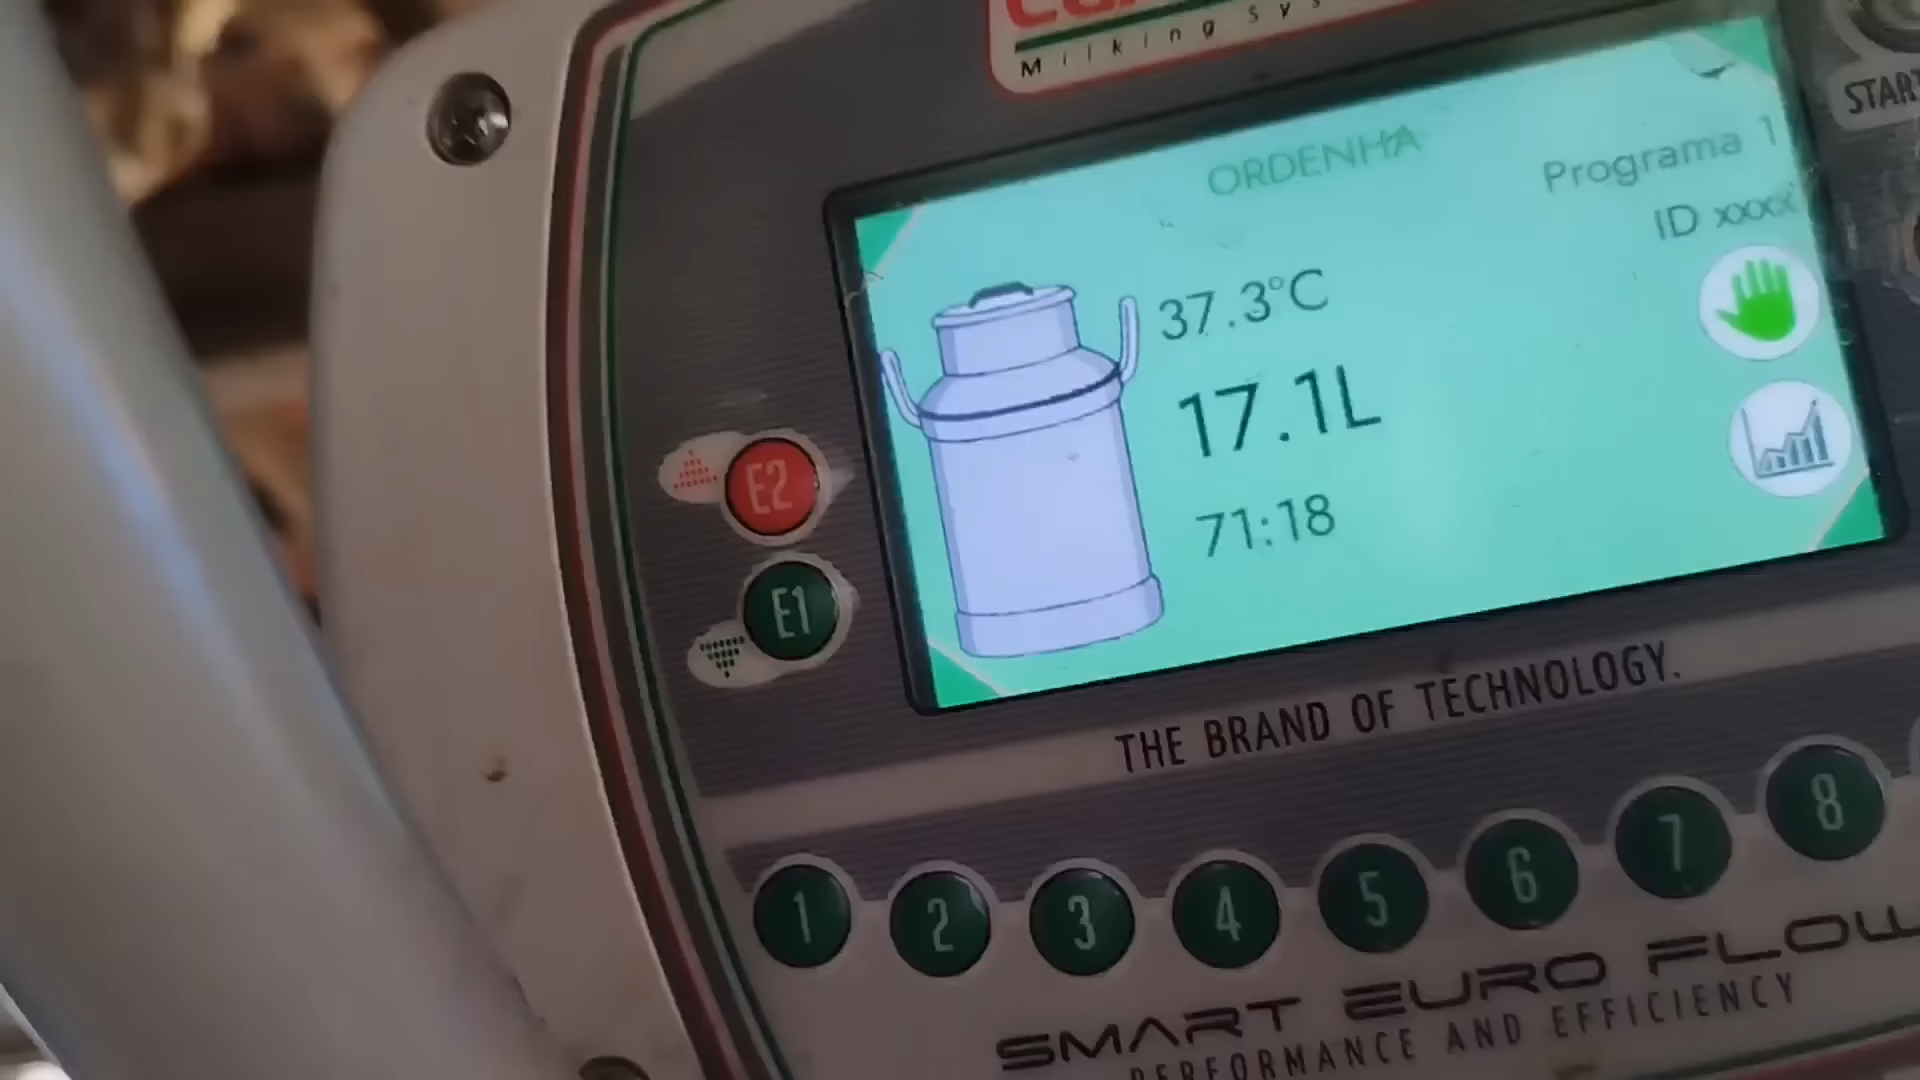 Milking Sys
START
ORDENHA
Programa 1
ID xxxx
37.3°C
17.1L
71:18
E2
E1
THE BRAND OF TECHNOLOGY.
1 2 3 4 5 6 7 8
SMART EURO FLOW
PERFORMANCE AND EFFICIENCY